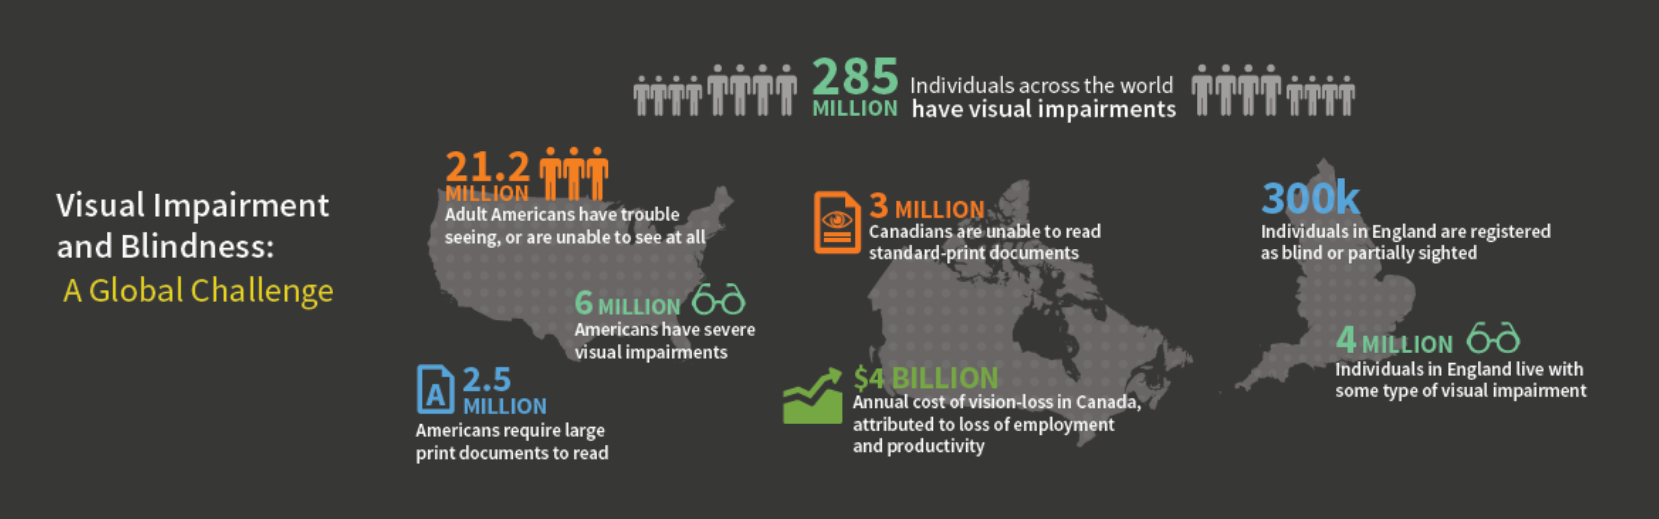 285
MILLION
Individuals across the world
have visual impairments
Visual Impairment
and Blindness:
A Global Challenge
21.2
MILLION
Adult Americans have trouble
seeing, or are unable to see at all
6 MILLION
Americans have severe
visual impairments
A
2.5
MILLION
Americans require large
print documents to read
3 MILLION
Canadians are unable to read
standard-print documents
$4 BILLION
Annual cost of vision-loss in Canada,
attributed to loss of employment
and productivity
300k
Individuals in England are registered
as blind or partially sighted
4 MILLION
Individuals in England live with
some type of visual impairment